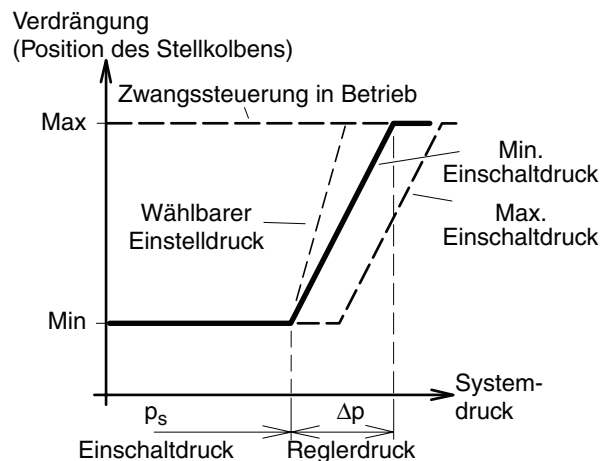 Verdrängung
(Position des Stellkolbens)
Zwangssteuerung in Betrieb
Max
Min.
Einschaltdruck
Wählbarer
Einstelldruck
Max.
Einschaltdruck
Min
System-
druck
pₛ
Δp
Einschaltdruck
Reglerdruck